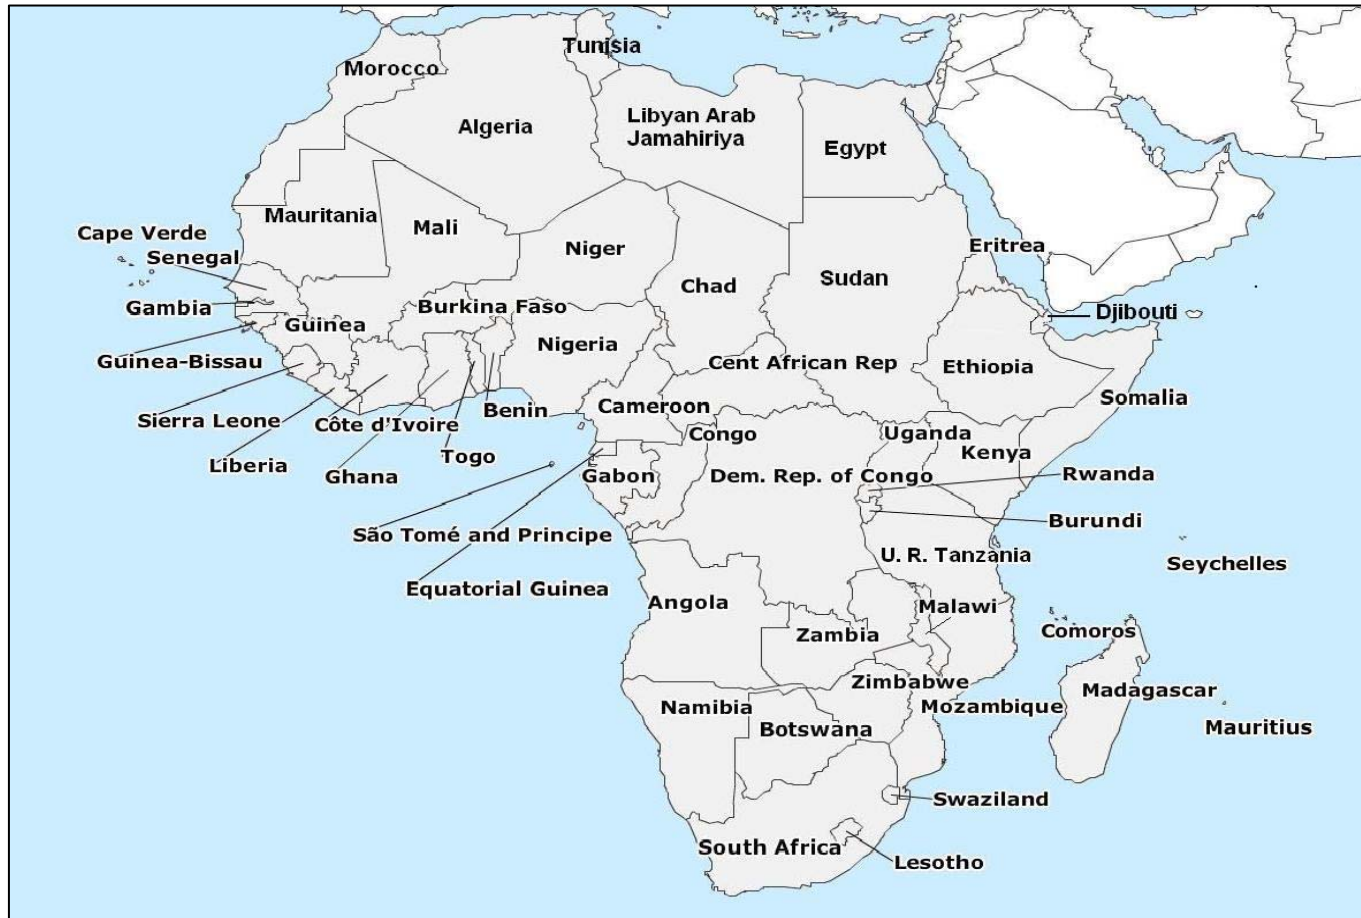 Tunisia
Morocco
Libyan Arab
Jamahiriya
Algeria
Egypt
Mauritania
Mali
Cape Verde
Niger
Eritrea
Senegal
Sudan
Chad
Gambia
Burkina Faso
Djibouti
Guinea
Nigeria
Guinea-Bissau
Cent African Rep
Ethiopia
Somalia
Cameroon
Benin
Sierra Leone
Côte d'Ivoire
Congo
Uganda
Kenya
Togo
Liberia
Ghana
Gabon
Dem. Rep. of Congo
Rwanda
Burundi
São Tomé and Principe
U. R. Tanzania
Seychelles
Equatorial Guinea
Angola
Malawi
Comoros
Zambia
Zimbabwe
Madagascar
Namibia
Mozambique
Mauritius
Botswana
Swaziland
South Africa
Lesotho